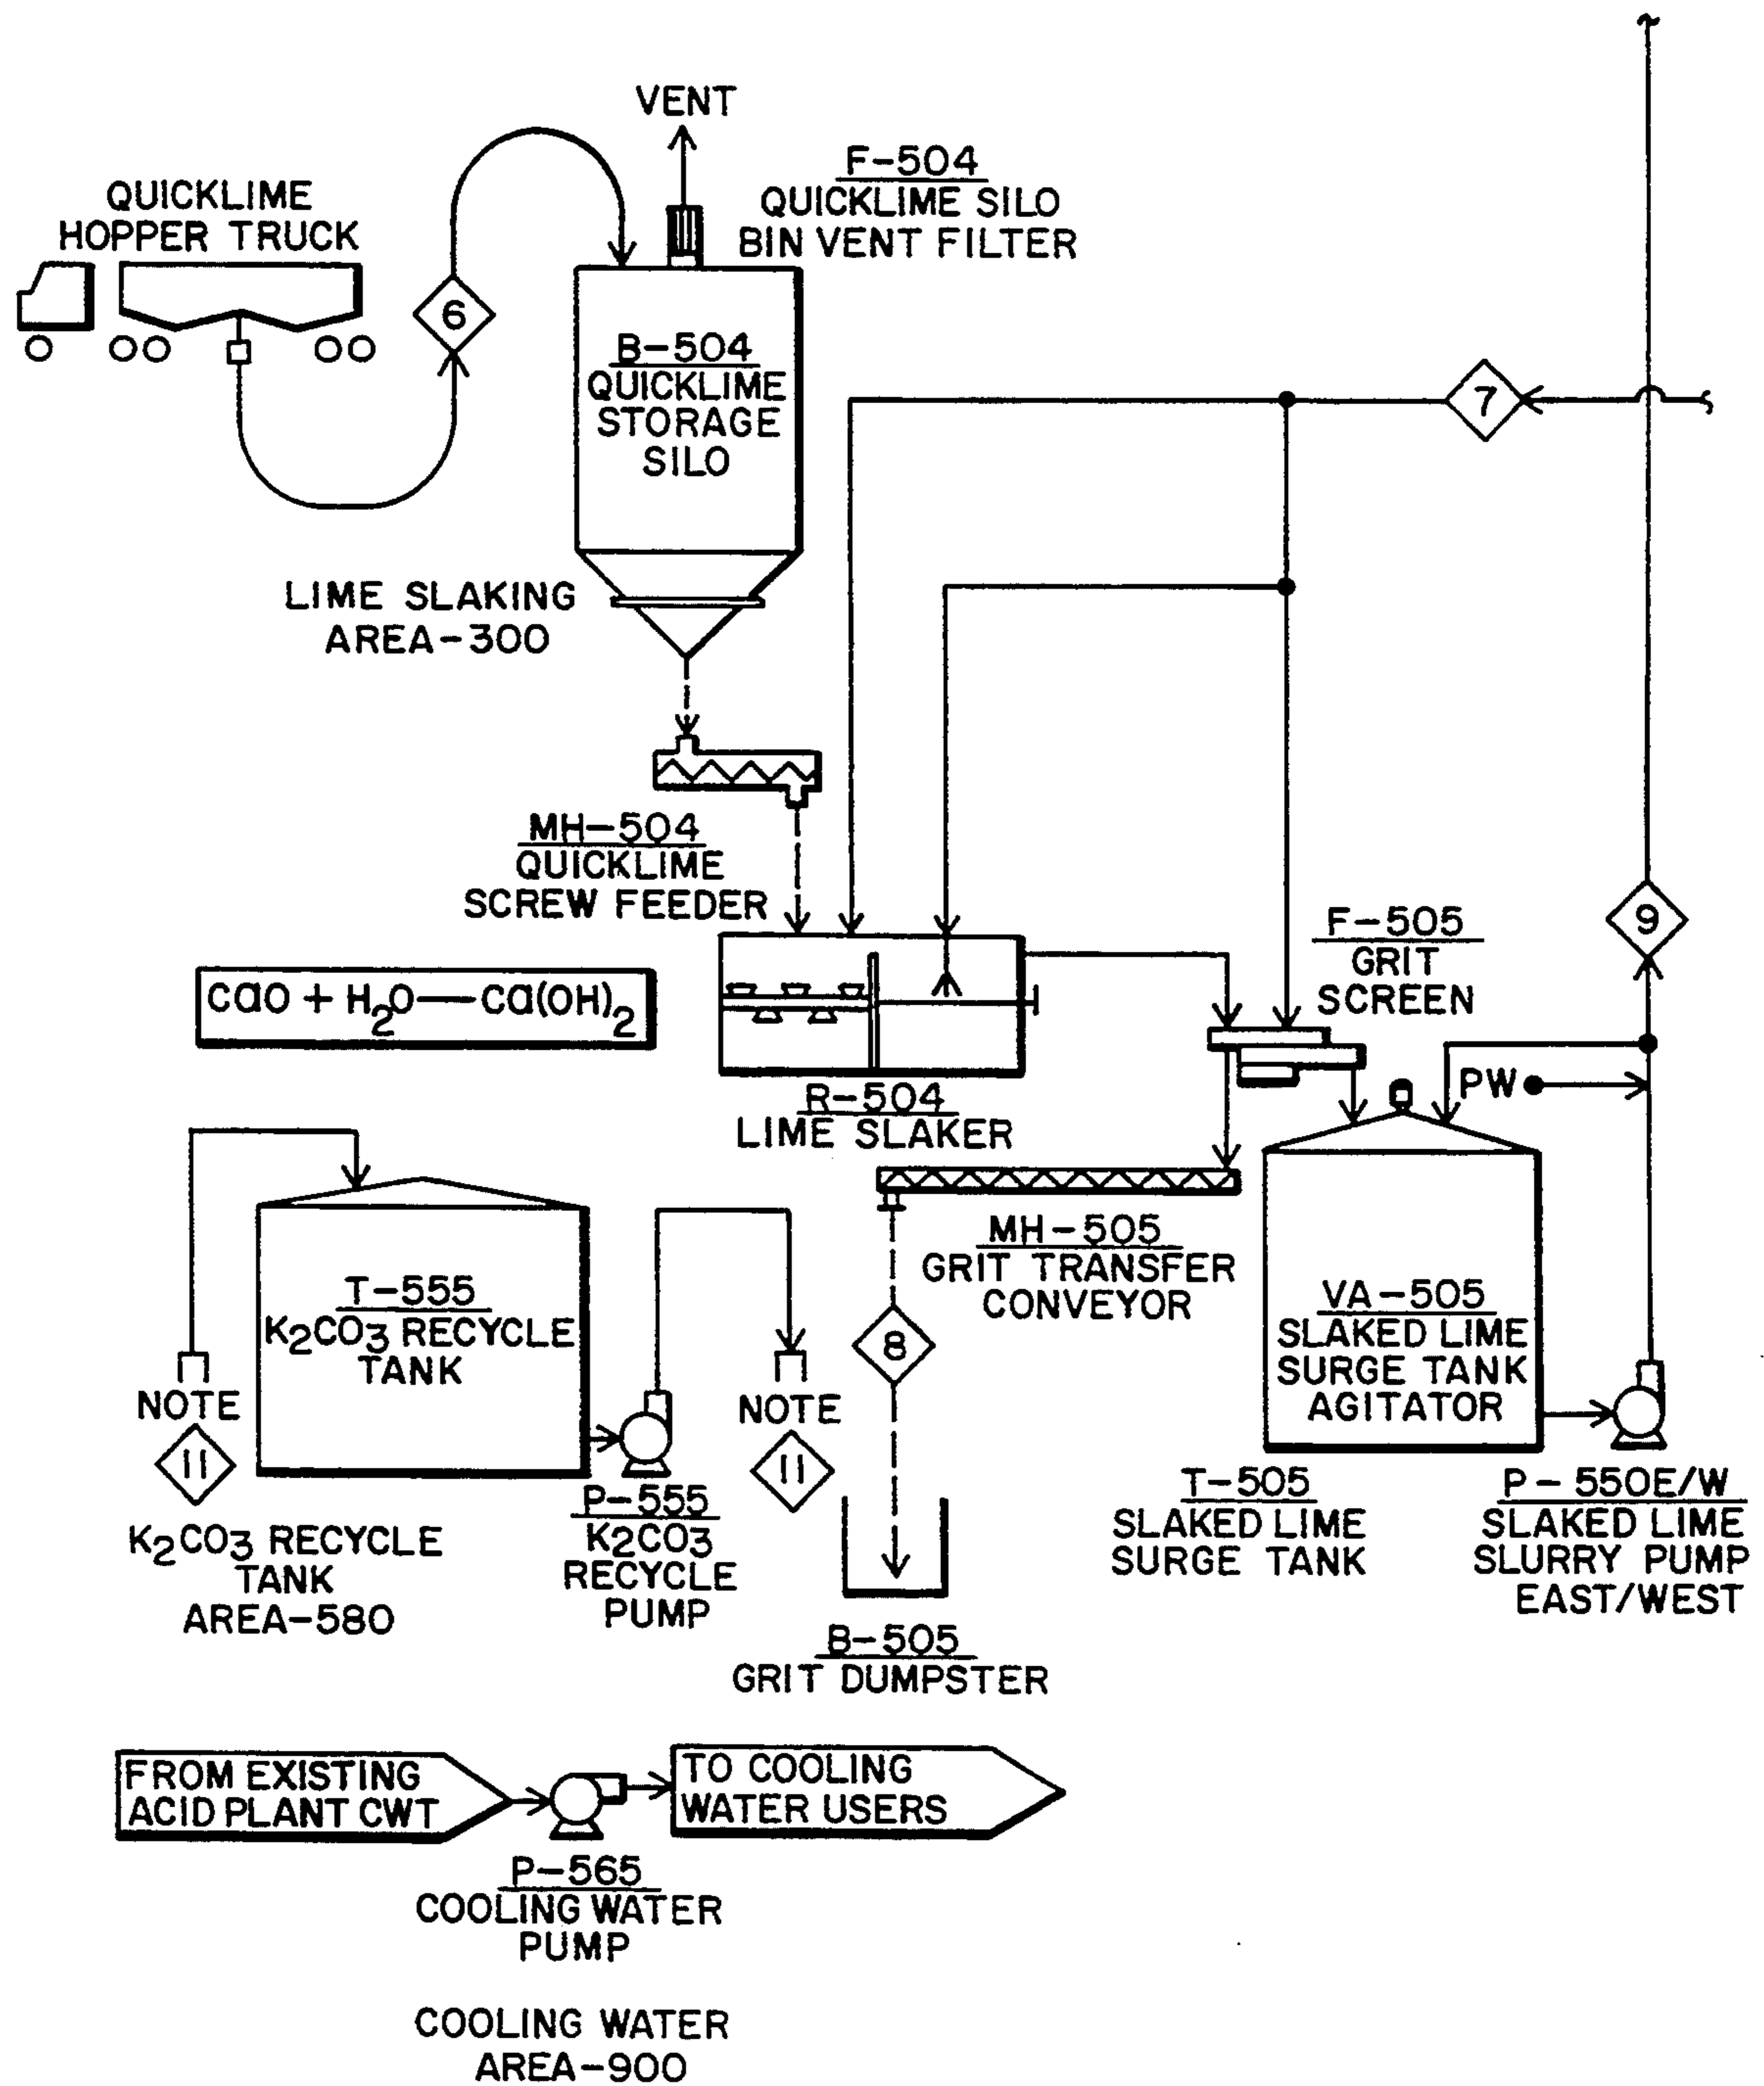 VENT
F-504
QUICKLIME SILO
BIN VENT FILTER
QUICKLIME
HOPPER TRUCK
6
B-504
QUICKLIME
STORAGE
SILO
7
LIME SLAKING
AREA-300
MH-504
QUICKLIME
SCREW FEEDER
9
F-505
GRIT
SCREEN
CaO + H2O — Ca(OH)2
PW
R-504
LIME SLAKER
MH-505
GRIT TRANSFER
CONVEYOR
T-555
K2CO3 RECYCLE
TANK
VA-505
SLAKED LIME
SURGE TANK
AGITATOR
8
NOTE
11
NOTE
11
K2CO3 RECYCLE
TANK
AREA-580
P-555
K2CO3
RECYCLE
PUMP
T-505
SLAKED LIME
SURGE TANK
P-550E/W
SLAKED LIME
SLURRY PUMP
EAST/WEST
B-505
GRIT DUMPSTER
FROM EXISTING
ACID PLANT CWT
TO COOLING
WATER USERS
P-565
COOLING WATER
PUMP
COOLING WATER
AREA-900